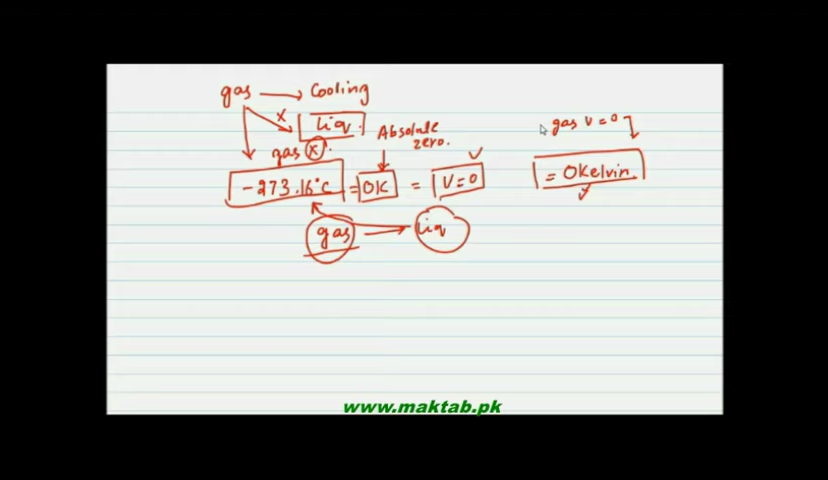 gas → Cooling
x Liq.
gas x.
Absolute zero.
-273.16°C = 0K = V=0
gas → Liq
gas V=0
= 0Kelvin
www.maktab.pk